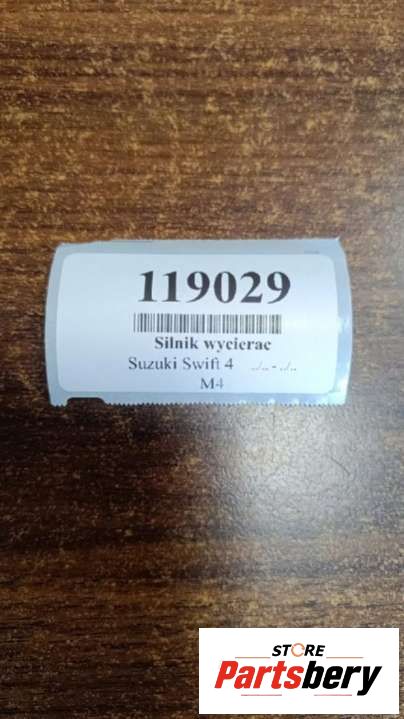 119029
Silnik wycierac
Suzuki Swift 4 ../.. - ../..
M4
STORE
Partsbery